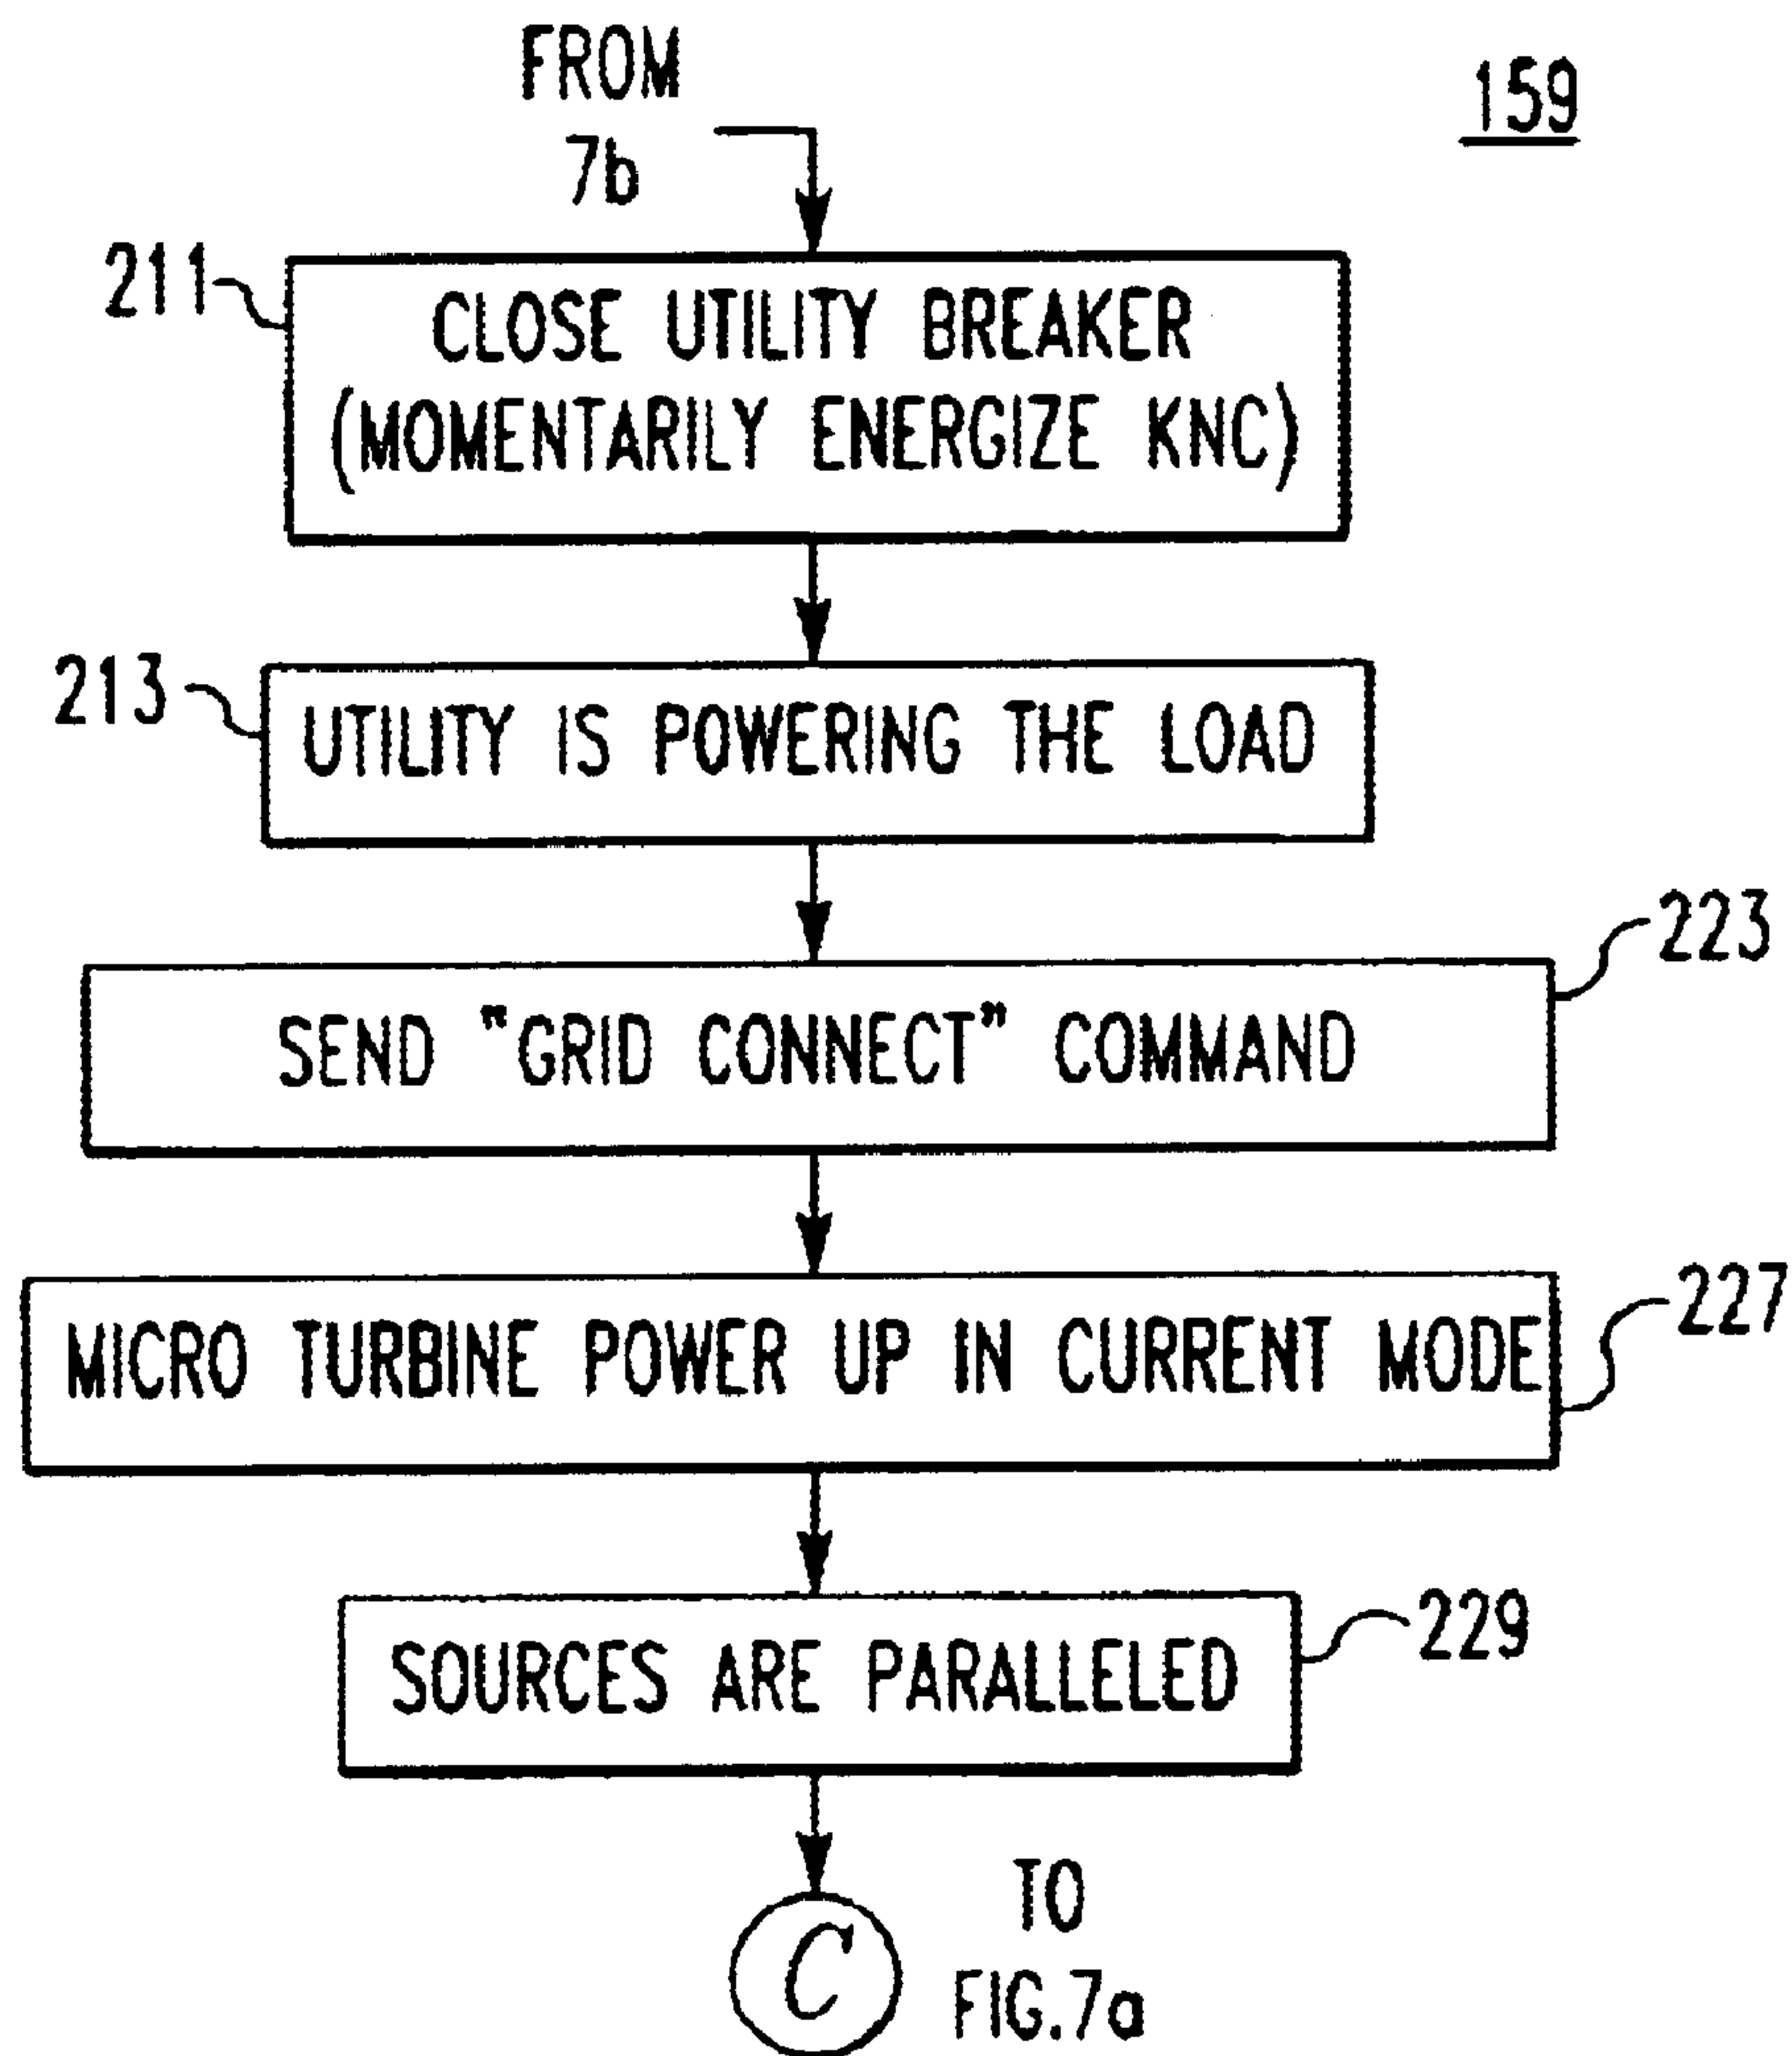 FROM
7b
159
211
CLOSE UTILITY BREAKER
(MOMENTARILY ENERGIZE KNC)
213
UTILITY IS POWERING THE LOAD
223
SEND "GRID CONNECT" COMMAND
227
MICRO TURBINE POWER UP IN CURRENT MODE
229
SOURCES ARE PARALLELED
C
TO
FIG.7a